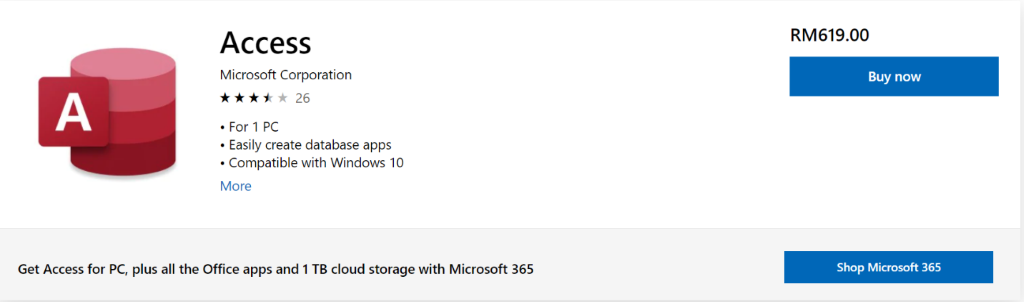 Access
Microsoft Corporation
26
• For 1 PC
• Easily create database apps
• Compatible with Windows 10
More
RM619.00
Buy now
A
Get Access for PC, plus all the Office apps and 1 TB cloud storage with Microsoft 365
Shop Microsoft 365